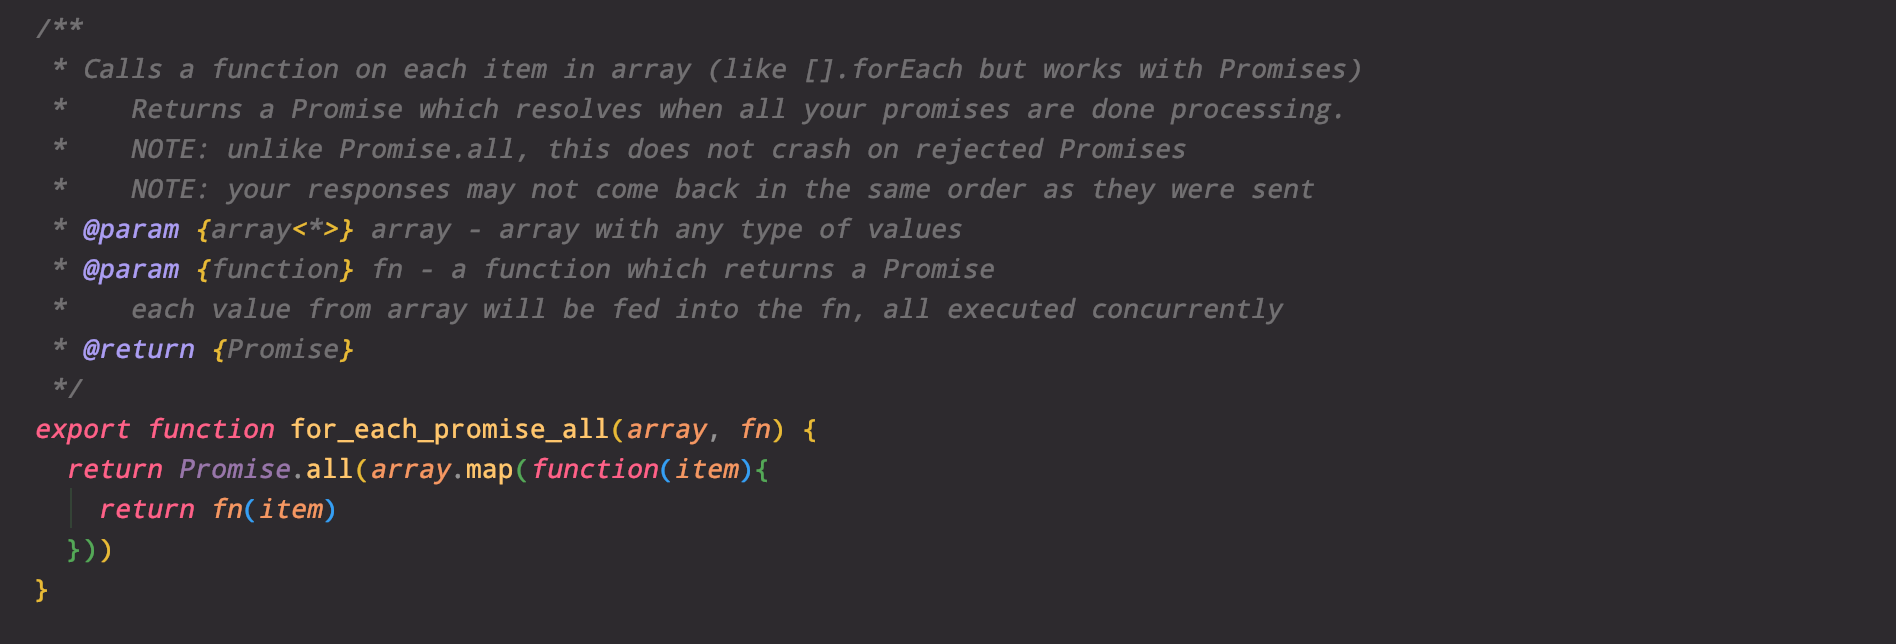 /**
 * Calls a function on each item in array (like [].forEach but works with Promises)
 *    Returns a Promise which resolves when all your promises are done processing.
 *    NOTE: unlike Promise.all, this does not crash on rejected Promises
 *    NOTE: your responses may not come back in the same order as they were sent
 * @param {array<*>} array - array with any type of values
 * @param {function} fn - a function which returns a Promise
 *    each value from array will be fed into the fn, all executed concurrently
 * @return {Promise}
 */
export function for_each_promise_all(array, fn) {
  return Promise.all(array.map(function(item){
    return fn(item)
  }))
}